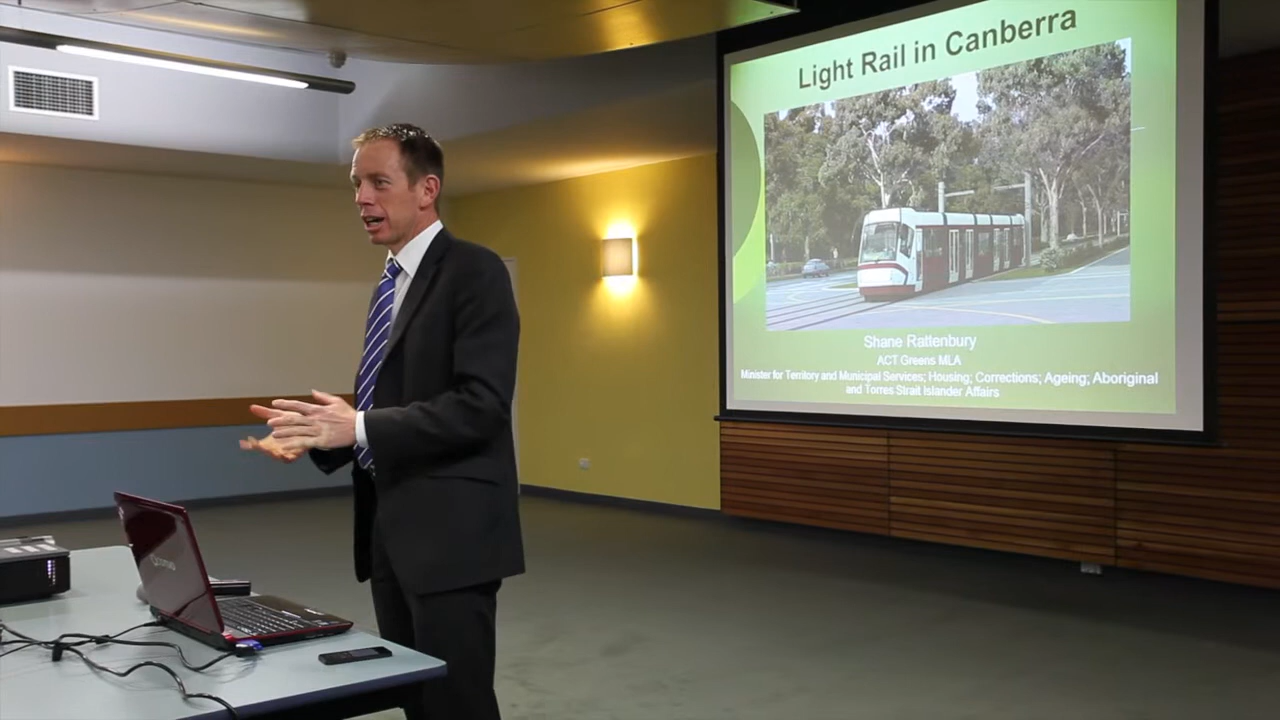 Light Rail in Canberra
Shane Rattenbury
ACT Greens MLA
Minister for Territory and Municipal Services; Housing; Corrections; Ageing; Aboriginal
and Torres Strait Islander Affairs